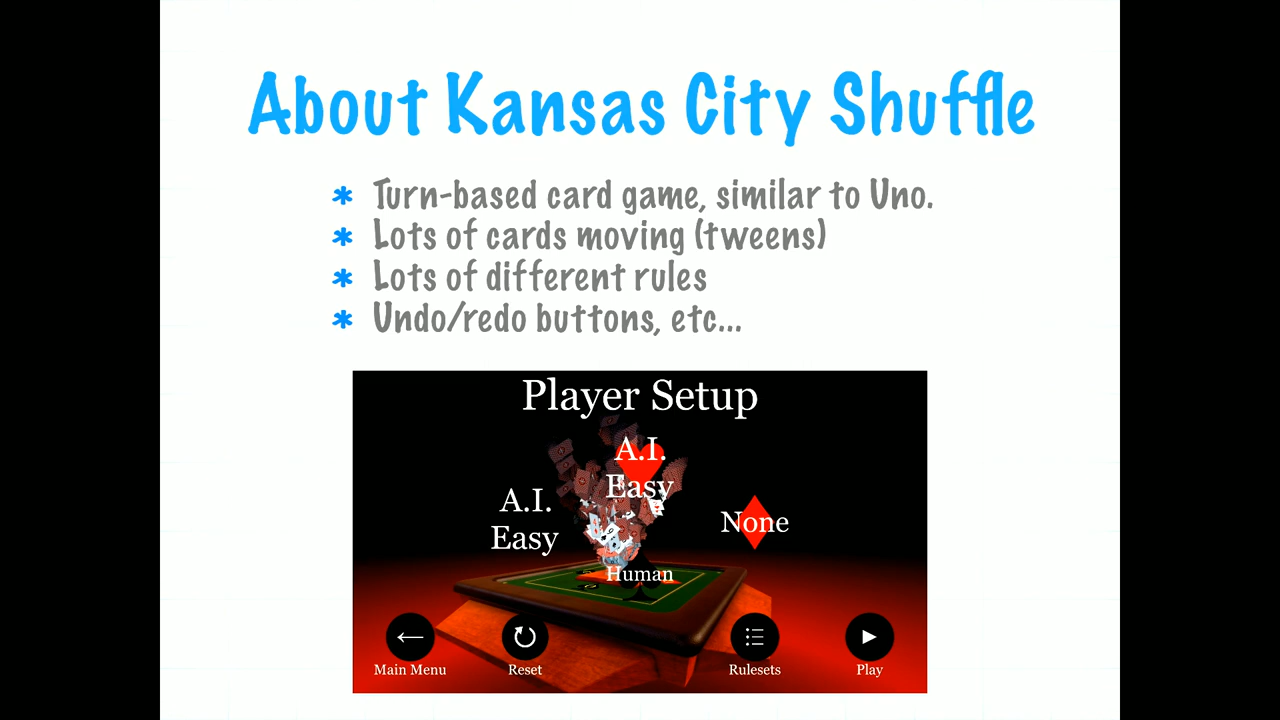 About Kansas City Shuffle
* Turn-based card game, similar to Uno.
* Lots of cards moving (tweens)
* Lots of different rules
* Undo/redo buttons, etc...
Player Setup
A.I.
Easy
A.I.
Easy
None
Human
Main Menu
Reset
Rulesets
Play